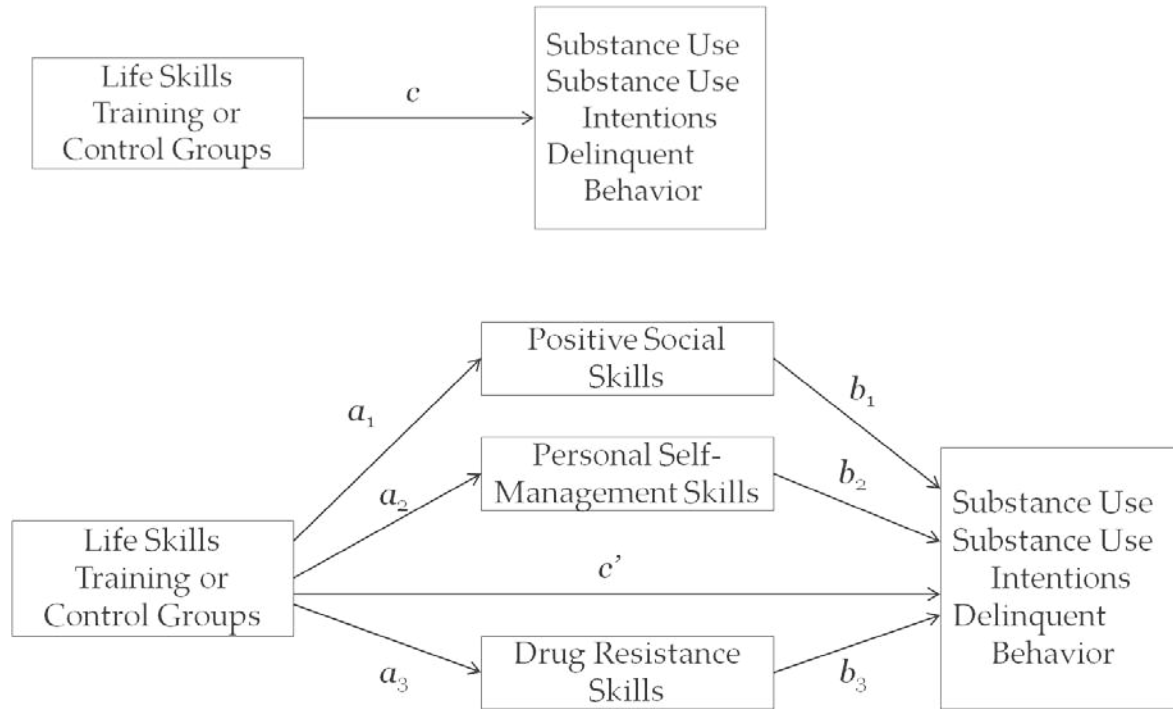 Life Skills
Training or
Control Groups
c
Substance Use
Substance Use
Intentions
Delinquent
Behavior
Positive Social
Skills
a₁
b₁
Personal Self-
Management Skills
a₂
b₂
Life Skills
Training or
Control Groups
c’
Substance Use
Substance Use
Intentions
Delinquent
Behavior
Drug Resistance
Skills
a₃
b₃